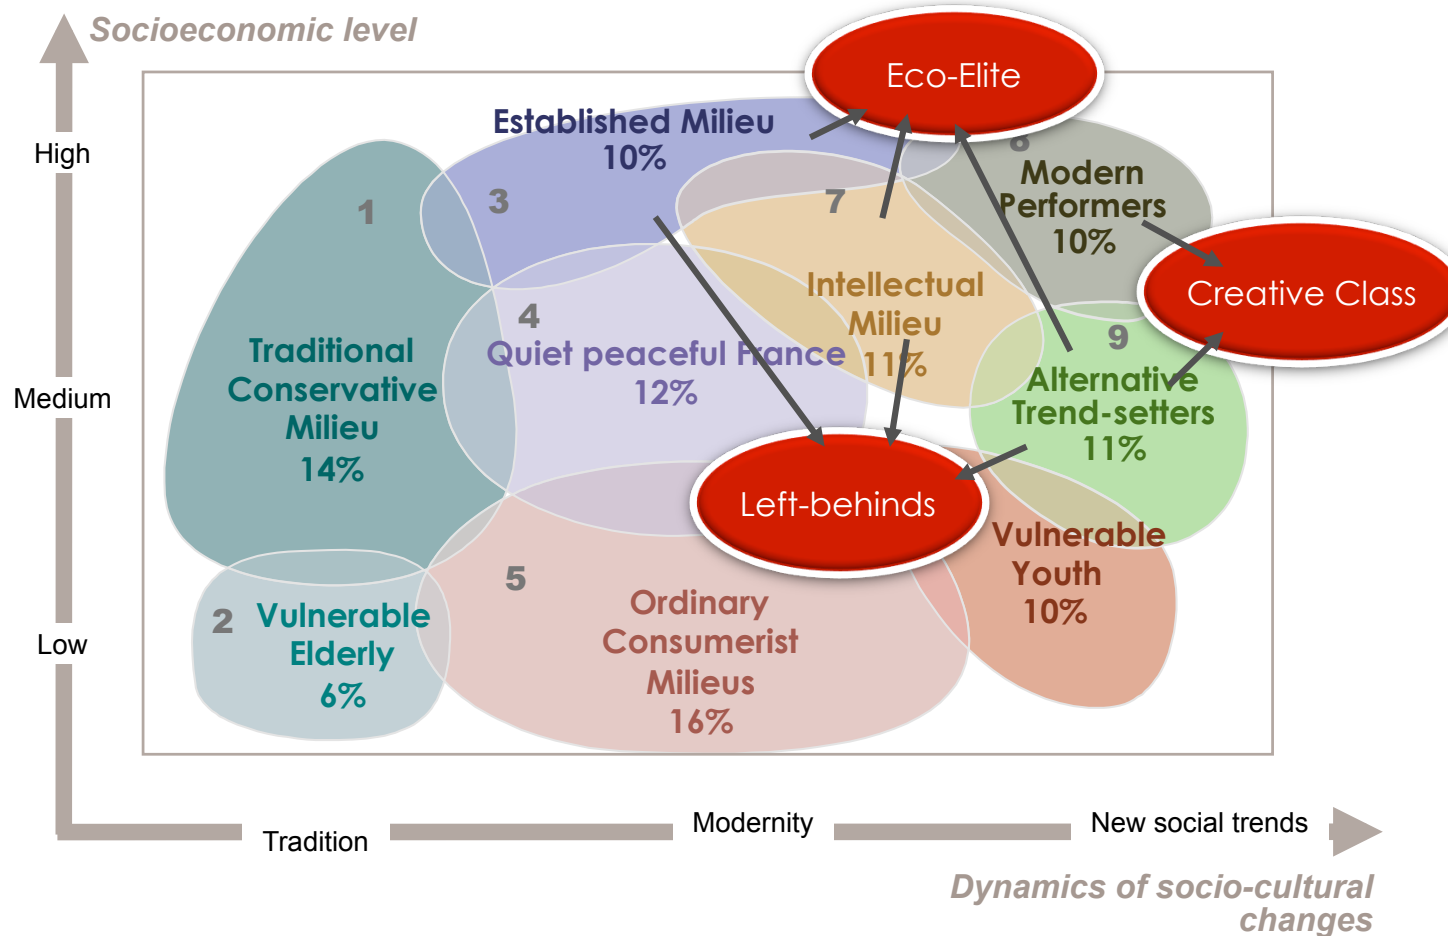 Socioeconomic level
Eco-Elite
Established Milieu
10%
High
8
Modern
Performers
10%
1
3
7
Intellectual
Milieu
11%
Creative Class
4
9
Traditional
Conservative
Milieu
14%
Quiet peaceful France
12%
Medium
Alternative
Trend-setters
11%
Left-behinds
Vulnerable
Youth
10%
5
2
Vulnerable
Elderly
6%
Ordinary
Consumerist
Milieus
16%
Low
Tradition
Modernity
New social trends
Dynamics of socio-cultural
changes